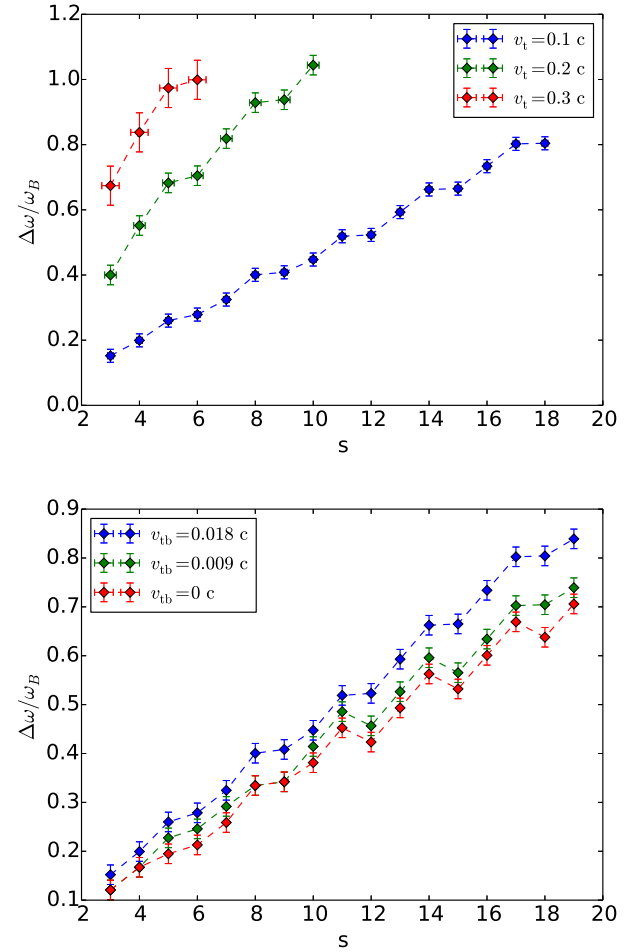 1.2
1.0
0.8
0.6
0.4
0.2
0.0
Δω/ω_B
v_t = 0.1 c
v_t = 0.2 c
v_t = 0.3 c
2 4 6 8 10 12 14 16 18 20
s
0.9
0.8
0.7
0.6
0.5
0.4
0.3
0.2
0.1
Δω/ω_B
v_tb = 0.018 c
v_tb = 0.009 c
v_tb = 0 c
2 4 6 8 10 12 14 16 18 20
s